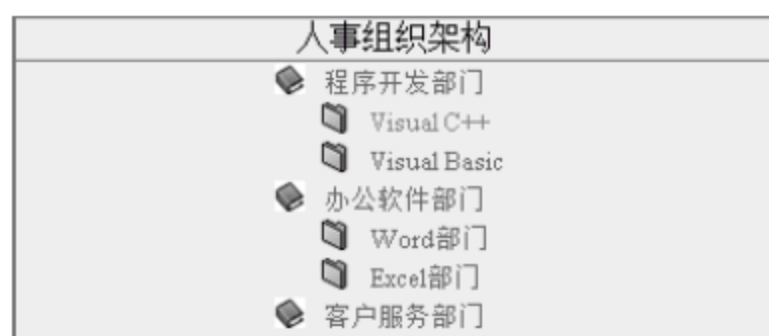 人事组织架构
程序开发部门
Visual C++
Visual Basic
办公软件部门
Word部门
Excel部门
客户服务部门